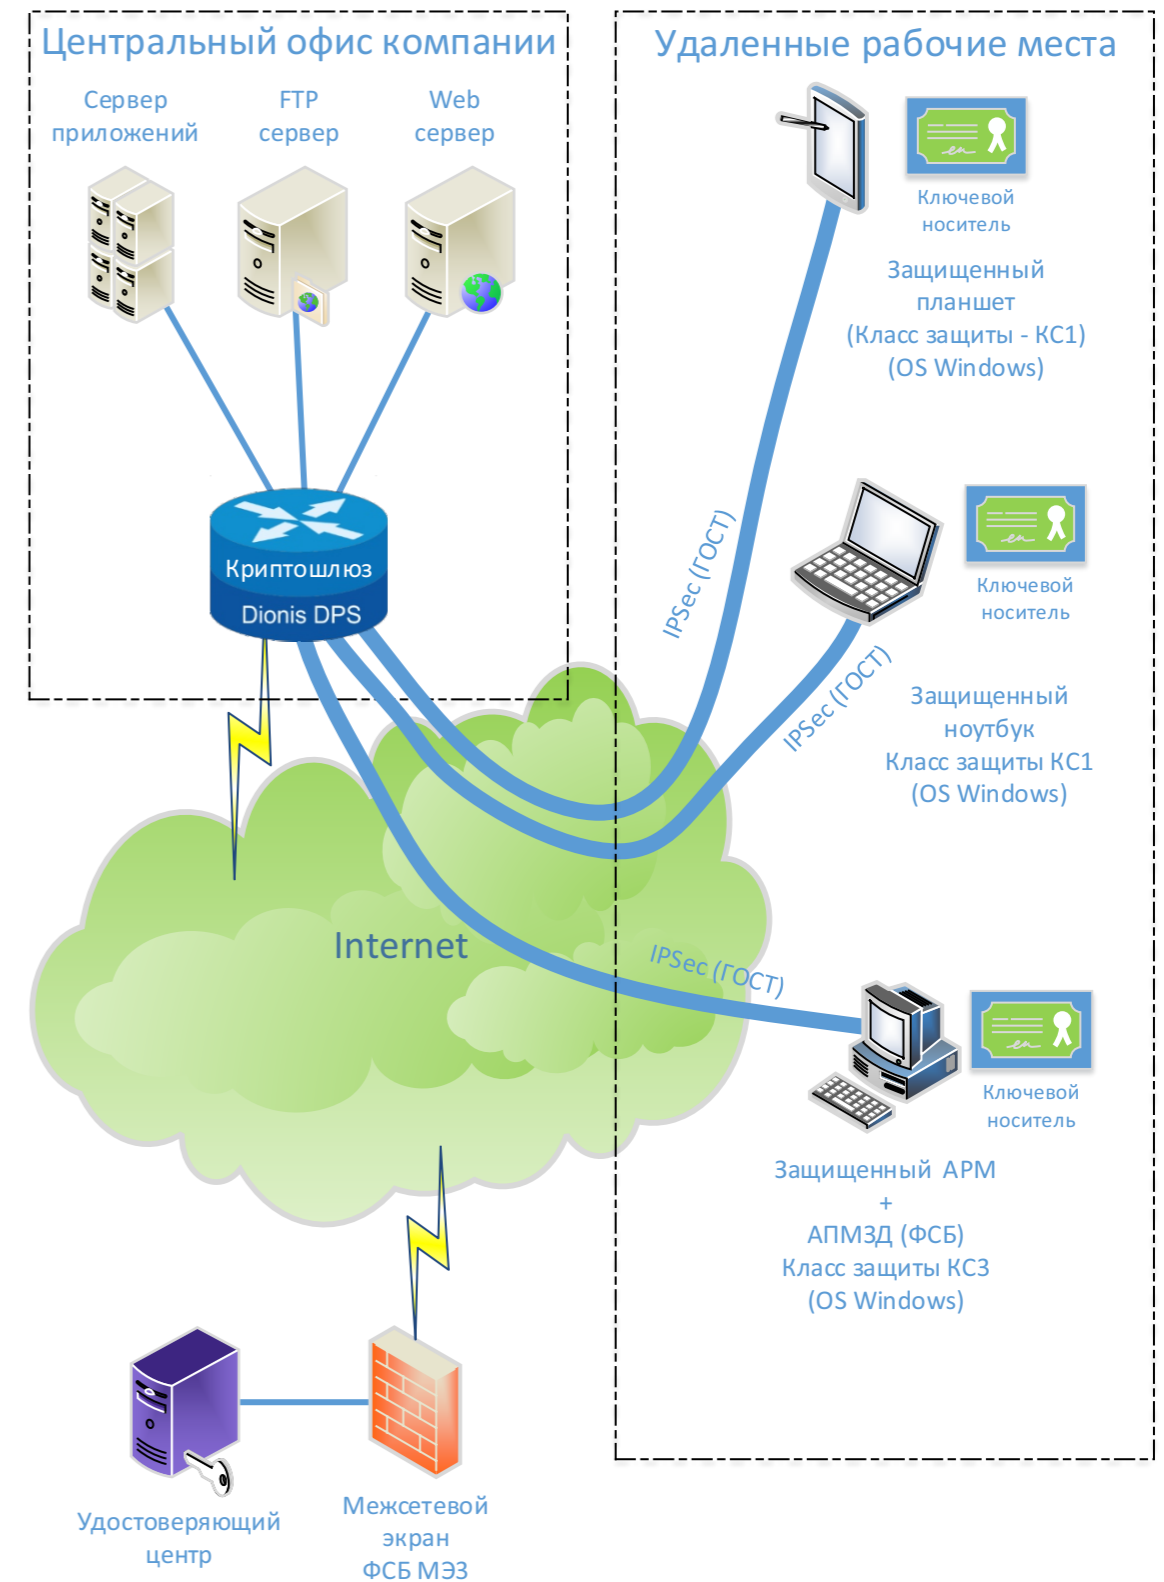 Центральный офис компании
Сервер
приложений
FTP
сервер
Web
сервер
Криптошлюз
Dionis DPS
Удаленные рабочие места
Ключевой
носитель
Защищенный
планшет
(Класс защиты - КС1)
(OS Windows)
IPSec (ГОСТ)
Ключевой
носитель
IPSec (ГОСТ)
Защищенный
ноутбук
Класс защиты КС1
(OS Windows)
Internet
IPSec (ГОСТ)
Ключевой
носитель
Защищенный АРМ
+
АПМЗД (ФСБ)
Класс защиты КС3
(OS Windows)
Удостоверяющий
центр
Межсетевой
экран
ФСБ МЭ3